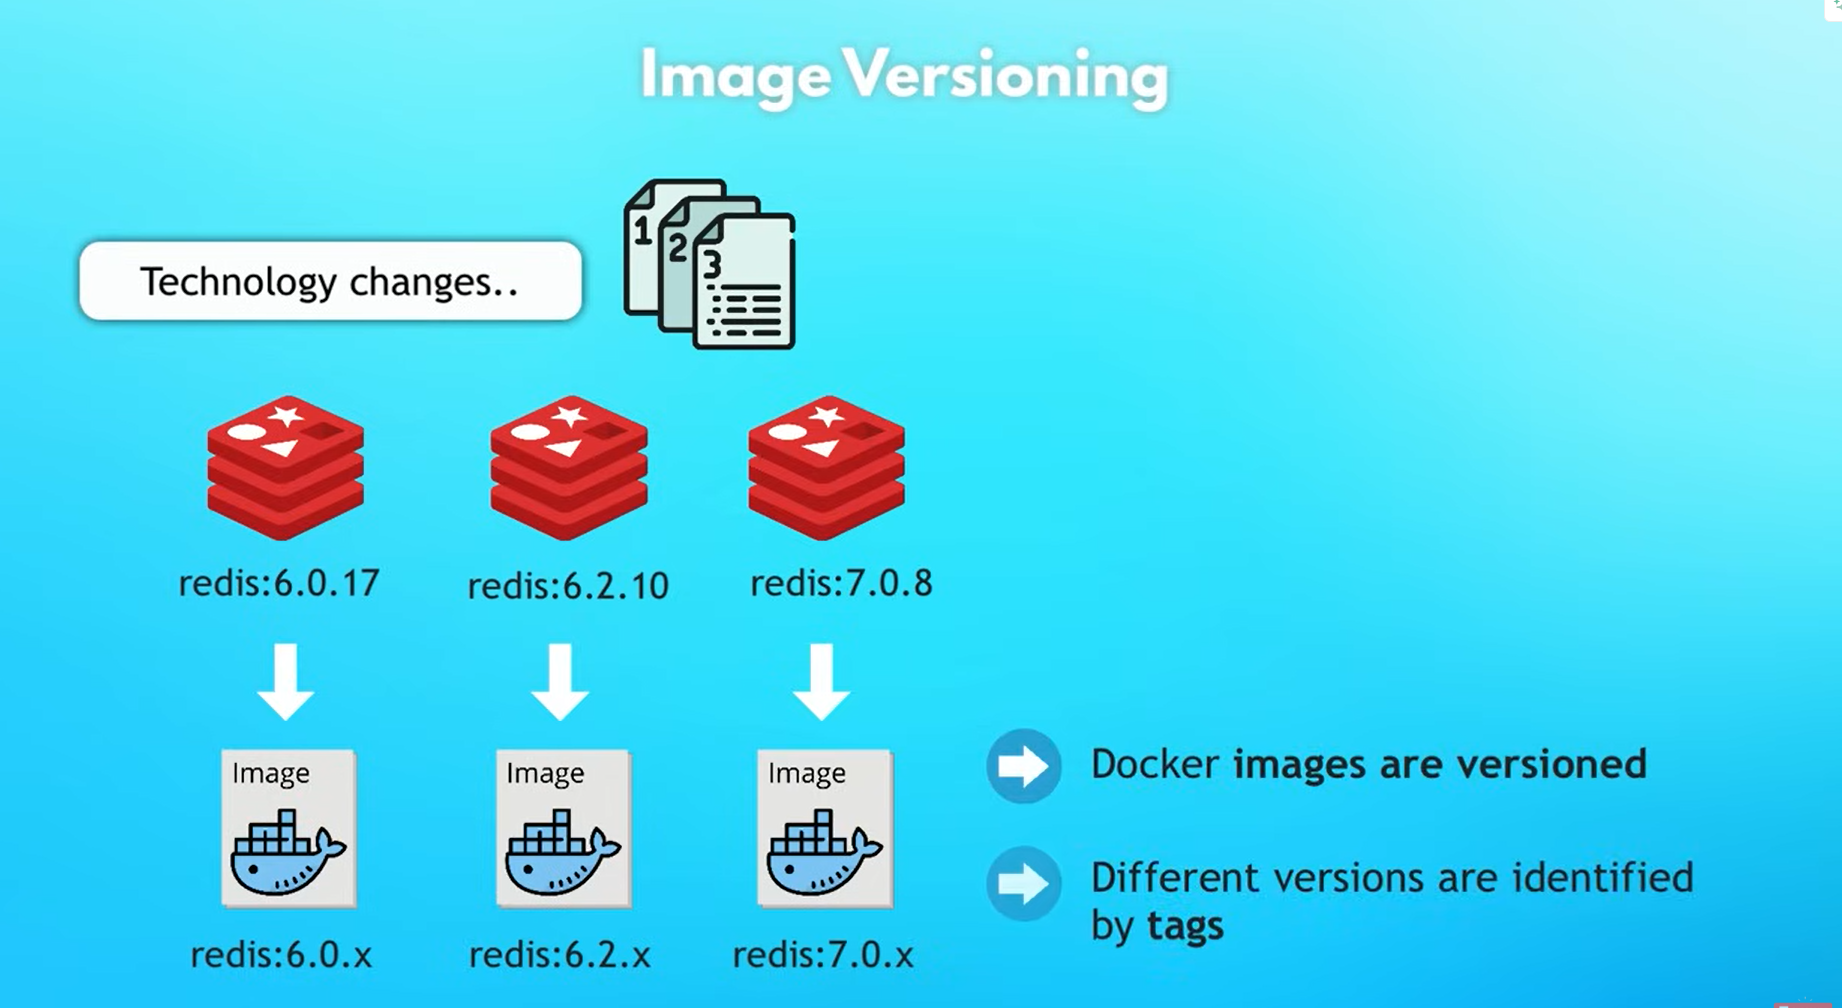 Image Versioning
1
2
3
Technology changes..
redis:6.0.17
redis:6.2.10
redis:7.0.8
Image
Image
Image
redis:6.0.x
redis:6.2.x
redis:7.0.x
Docker images are versioned
Different versions are identified
by tags